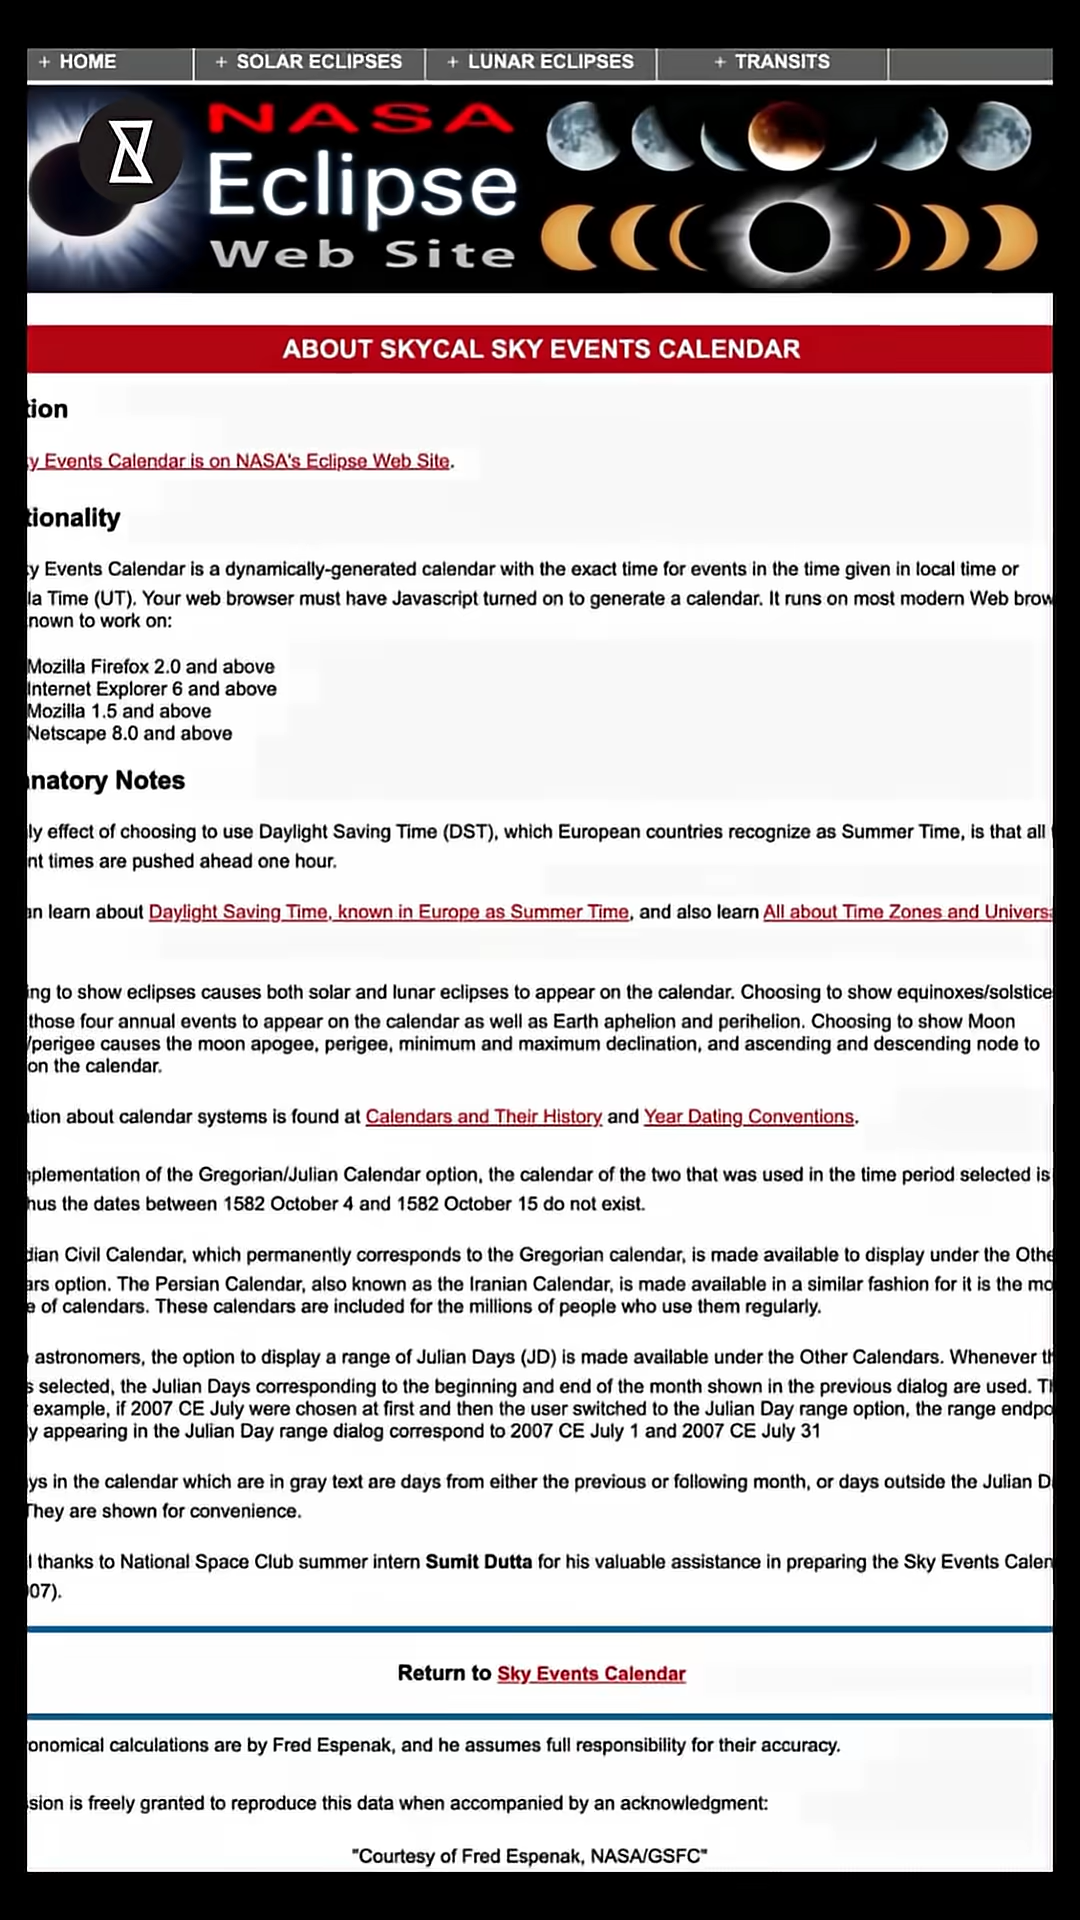 + HOME + SOLAR ECLIPSES + LUNAR ECLIPSES + TRANSITS
NASA
Eclipse
Web Site
ABOUT SKYCAL SKY EVENTS CALENDAR
tion
y Events Calendar is on NASA's Eclipse Web Site.
tionality
y Events Calendar is a dynamically-generated calendar with the exact time for events in the time given in local time or
la Time (UT). Your web browser must have Javascript turned on to generate a calendar. It runs on most modern Web brow
nown to work on:
Mozilla Firefox 2.0 and above
Internet Explorer 6 and above
Mozilla 1.5 and above
Netscape 8.0 and above
natory Notes
ly effect of choosing to use Daylight Saving Time (DST), which European countries recognize as Summer Time, is that all
nt times are pushed ahead one hour.
an learn about Daylight Saving Time, known in Europe as Summer Time, and also learn All about Time Zones and Univers
ing to show eclipses causes both solar and lunar eclipses to appear on the calendar. Choosing to show equinoxes/solstice
those four annual events to appear on the calendar as well as Earth aphelion and perihelion. Choosing to show Moon
/perigee causes the moon apogee, perigee, minimum and maximum declination, and ascending and descending node to
on the calendar.
tion about calendar systems is found at Calendars and Their History and Year Dating Conventions.
plementation of the Gregorian/Julian Calendar option, the calendar of the two that was used in the time period selected is
hus the dates between 1582 October 4 and 1582 October 15 do not exist.
dian Civil Calendar, which permanently corresponds to the Gregorian calendar, is made available to display under the Othe
ars option. The Persian Calendar, also known as the Iranian Calendar, is made available in a similar fashion for it is the mo
e of calendars. These calendars are included for the millions of people who use them regularly.
astronomers, the option to display a range of Julian Days (JD) is made available under the Other Calendars. Whenever th
s selected, the Julian Days corresponding to the beginning and end of the month shown in the previous dialog are used. Th
example, if 2007 CE July were chosen at first and then the user switched to the Julian Day range option, the range endpo
y appearing in the Julian Day range dialog correspond to 2007 CE July 1 and 2007 CE July 31
ys in the calendar which are in gray text are days from either the previous or following month, or days outside the Julian D
They are shown for convenience.
l thanks to National Space Club summer intern Sumit Dutta for his valuable assistance in preparing the Sky Events Calen
07).
Return to Sky Events Calendar
onomical calculations are by Fred Espenak, and he assumes full responsibility for their accuracy.
sion is freely granted to reproduce this data when accompanied by an acknowledgment:
"Courtesy of Fred Espenak, NASA/GSFC"